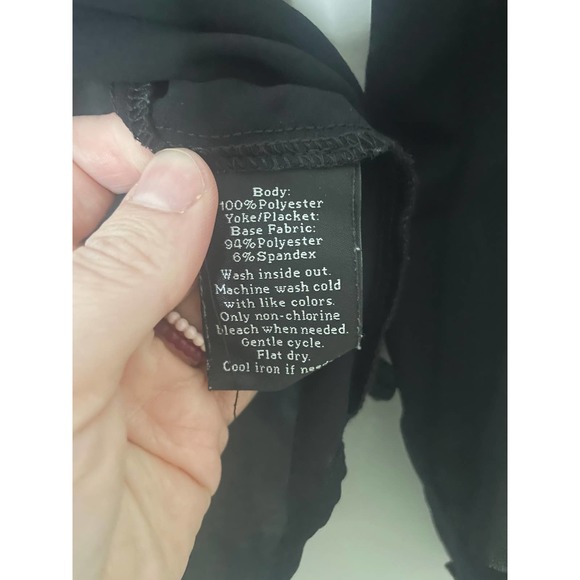 Body:
100%Polyester
Yoke/Placket:
Base Fabric:
94%Polyester
6%Spandex
Wash inside out.
Machine wash cold
with like colors.
Only non-chlorine
bleach when needed.
Gentle cycle.
Flat dry.
Cool iron if